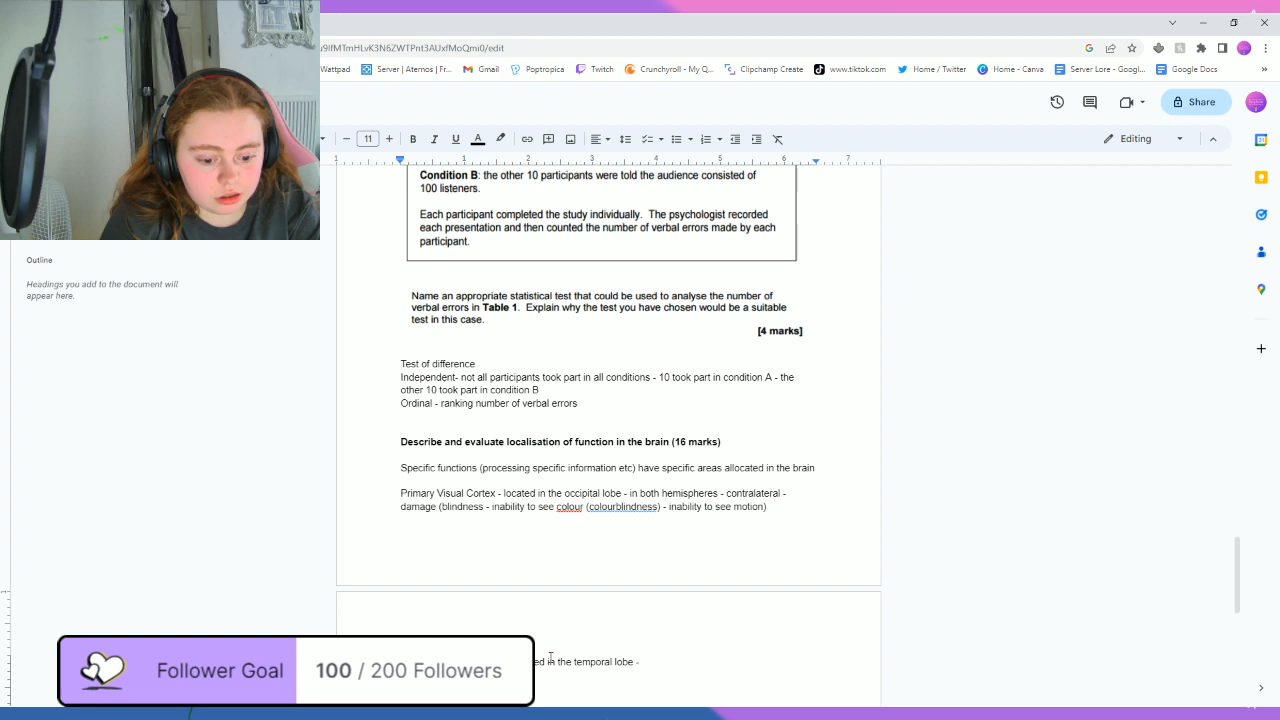 u9IfMTmHLvK3N6ZWTPnt3AUxfMoQmi0/edit
Wattpad
Server | Aternos | Fr...
Gmail
Poptropica
Twitch
Crunchyroll - My Q...
Clipchamp Create
www.tiktok.com
Home / Twitter
Home - Canva
Server Lore - Googl...
Google Docs
Share
11
Editing
1 1 2 3 4 5 6 7
Condition B: the other 10 participants were told the audience consisted of
100 listeners.
Each participant completed the study individually. The psychologist recorded
each presentation and then counted the number of verbal errors made by each
participant.
Outline
Headings you add to the document will
appear here.
Name an appropriate statistical test that could be used to analyse the number of
verbal errors in Table 1. Explain why the test you have chosen would be a suitable
test in this case.
[4 marks]
Test of difference
Independent- not all participants took part in all conditions - 10 took part in condition A - the
other 10 took part in condition B
Ordinal - ranking number of verbal errors
Describe and evaluate localisation of function in the brain (16 marks)
Specific functions (processing specific information etc) have specific areas allocated in the brain
Primary Visual Cortex - located in the occipital lobe - in both hemispheres - contralateral -
damage (blindness - inability to see colour (colourblindness) - inability to see motion)
ed in the temporal lobe -
Follower Goal
100 / 200 Followers